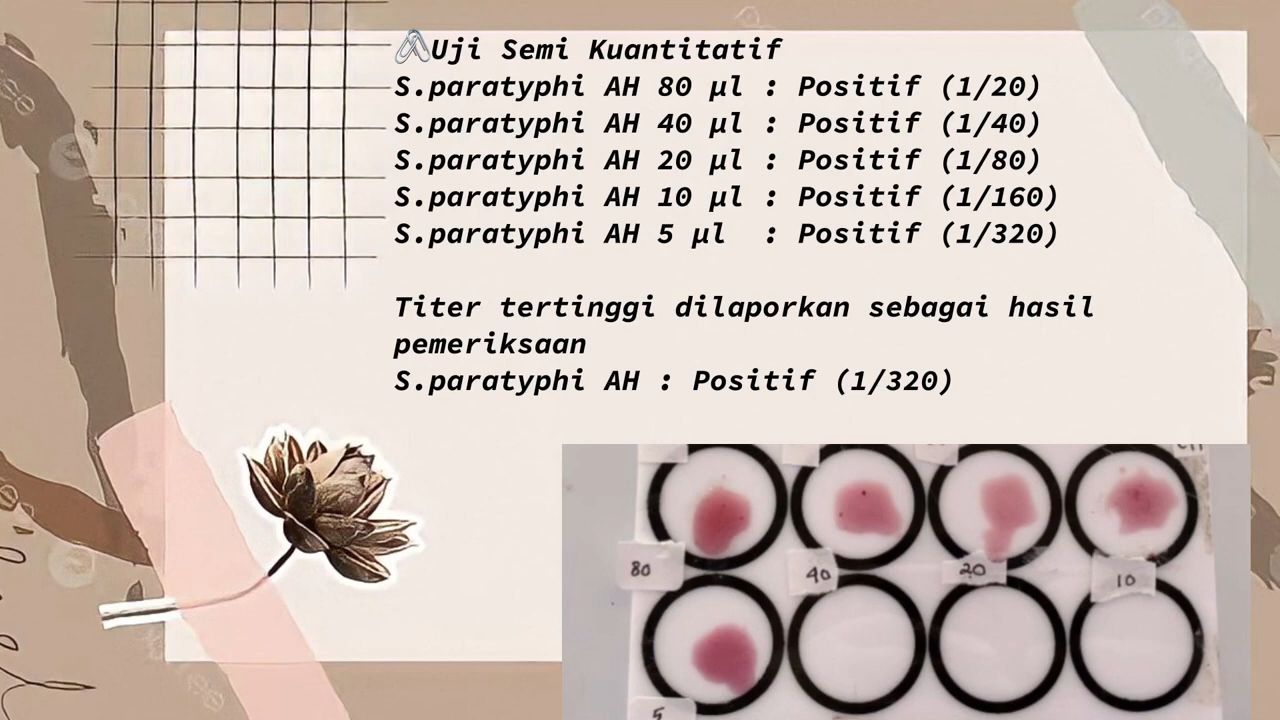 Uji Semi Kuantitatif
S.paratyphi AH 80 μl : Positif (1/20)
S.paratyphi AH 40 μl : Positif (1/40)
S.paratyphi AH 20 μl : Positif (1/80)
S.paratyphi AH 10 μl : Positif (1/160)
S.paratyphi AH 5 μl  : Positif (1/320)
Titer tertinggi dilaporkan sebagai hasil
pemeriksaan
S.paratyphi AH : Positif (1/320)
80 40 20 10
5